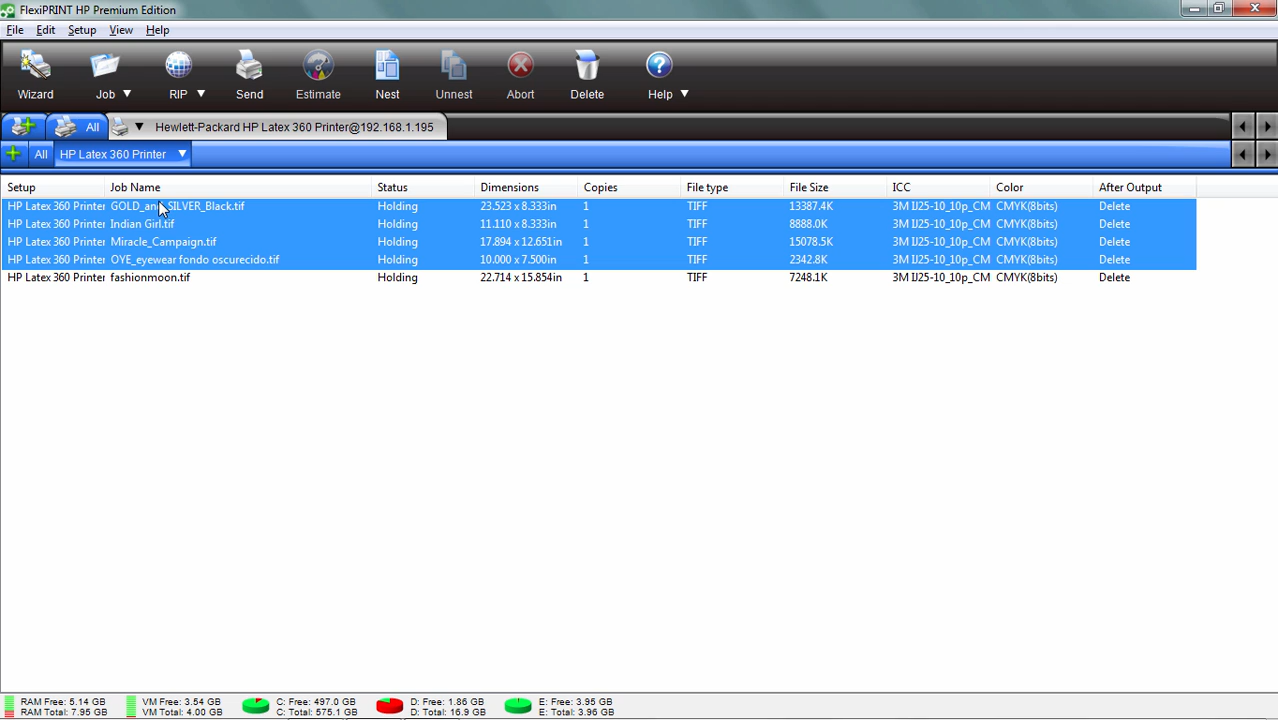 FlexiPRINT HP Premium Edition
File Edit Setup View Help
Wizard Job RIP Send Estimate Nest Unnest Abort Delete Help
All Hewlett-Packard HP Latex 360 Printer@192.168.1.195
All HP Latex 360 Printer
Setup Job Name Status Dimensions Copies File type File Size ICC Color After Output
HP Latex 360 Printer GOLD_and_SILVER_Black.tif Holding 23.523 x 8.333in 1 TIFF 13387.4K 3M IJ25-10_10p_CM CMYK(8bits) Delete
HP Latex 360 Printer Indian Girl.tif Holding 11.110 x 8.333in 1 TIFF 8888.0K 3M IJ25-10_10p_CM CMYK(8bits) Delete
HP Latex 360 Printer Miracle_Campaign.tif Holding 17.894 x 12.651in 1 TIFF 15078.5K 3M IJ25-10_10p_CM CMYK(8bits) Delete
HP Latex 360 Printer OYE_eyewear fondo oscurecido.tif Holding 10.000 x 7.500in 1 TIFF 2342.8K 3M IJ25-10_10p_CM CMYK(8bits) Delete
HP Latex 360 Printer fashionmoon.tif Holding 22.714 x 15.854in 1 TIFF 7248.1K 3M IJ25-10_10p_CM CMYK(8bits) Delete
RAM Free: 5.14 GB VM Free: 3.54 GB C: Free: 497.0 GB D: Free: 1.86 GB E: Free: 3.95 GB
RAM Total: 7.95 GB VM Total: 4.00 GB C: Total: 575.1 GB D: Total: 16.9 GB E: Total: 3.96 GB